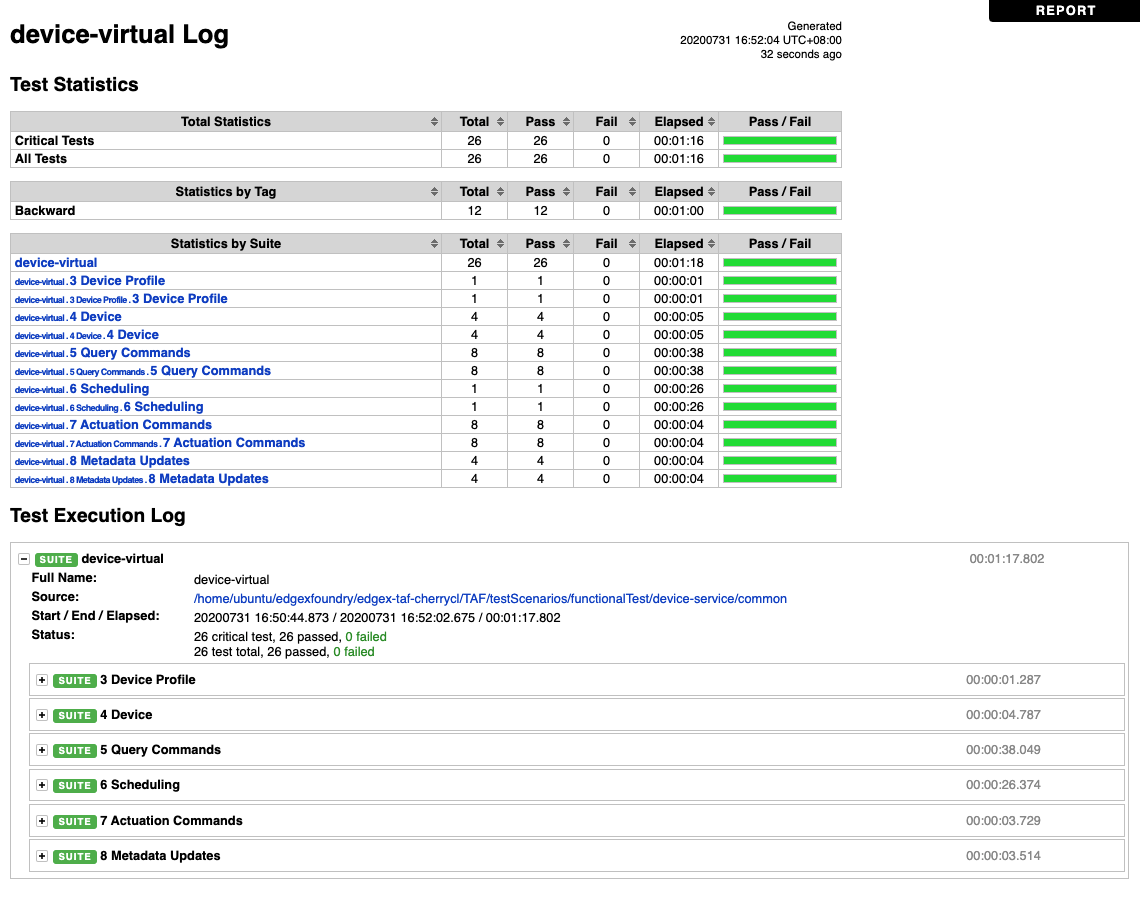 REPORT
device-virtual Log
Generated
20200731 16:52:04 UTC+08:00
32 seconds ago
Test Statistics
Total Statistics Total Pass Fail Elapsed Pass / Fail
Critical Tests 26 26 0 00:01:16
All Tests 26 26 0 00:01:16
Statistics by Tag Total Pass Fail Elapsed Pass / Fail
Backward 12 12 0 00:01:00
Statistics by Suite Total Pass Fail Elapsed Pass / Fail
device-virtual 26 26 0 00:01:18
device-virtual . 3 Device Profile 1 1 0 00:00:01
device-virtual . 3 Device Profile . 3 Device Profile 1 1 0 00:00:01
device-virtual . 4 Device 4 4 0 00:00:05
device-virtual . 4 Device . 4 Device 4 4 0 00:00:05
device-virtual . 5 Query Commands 8 8 0 00:00:38
device-virtual . 5 Query Commands . 5 Query Commands 8 8 0 00:00:38
device-virtual . 6 Scheduling 1 1 0 00:00:26
device-virtual . 6 Scheduling . 6 Scheduling 1 1 0 00:00:26
device-virtual . 7 Actuation Commands 8 8 0 00:00:04
device-virtual . 7 Actuation Commands . 7 Actuation Commands 8 8 0 00:00:04
device-virtual . 8 Metadata Updates 4 4 0 00:00:04
device-virtual . 8 Metadata Updates . 8 Metadata Updates 4 4 0 00:00:04
Test Execution Log
SUITE device-virtual 00:01:17.802
Full Name: device-virtual
Source: /home/ubuntu/edgexfoundry/edgex-taf-cherrycl/TAF/testScenarios/functionalTest/device-service/common
Start / End / Elapsed: 20200731 16:50:44.873 / 20200731 16:52:02.675 / 00:01:17.802
Status: 26 critical test, 26 passed, 0 failed
26 test total, 26 passed, 0 failed
SUITE 3 Device Profile 00:00:01.287
SUITE 4 Device 00:00:04.787
SUITE 5 Query Commands 00:00:38.049
SUITE 6 Scheduling 00:00:26.374
SUITE 7 Actuation Commands 00:00:03.729
SUITE 8 Metadata Updates 00:00:03.514